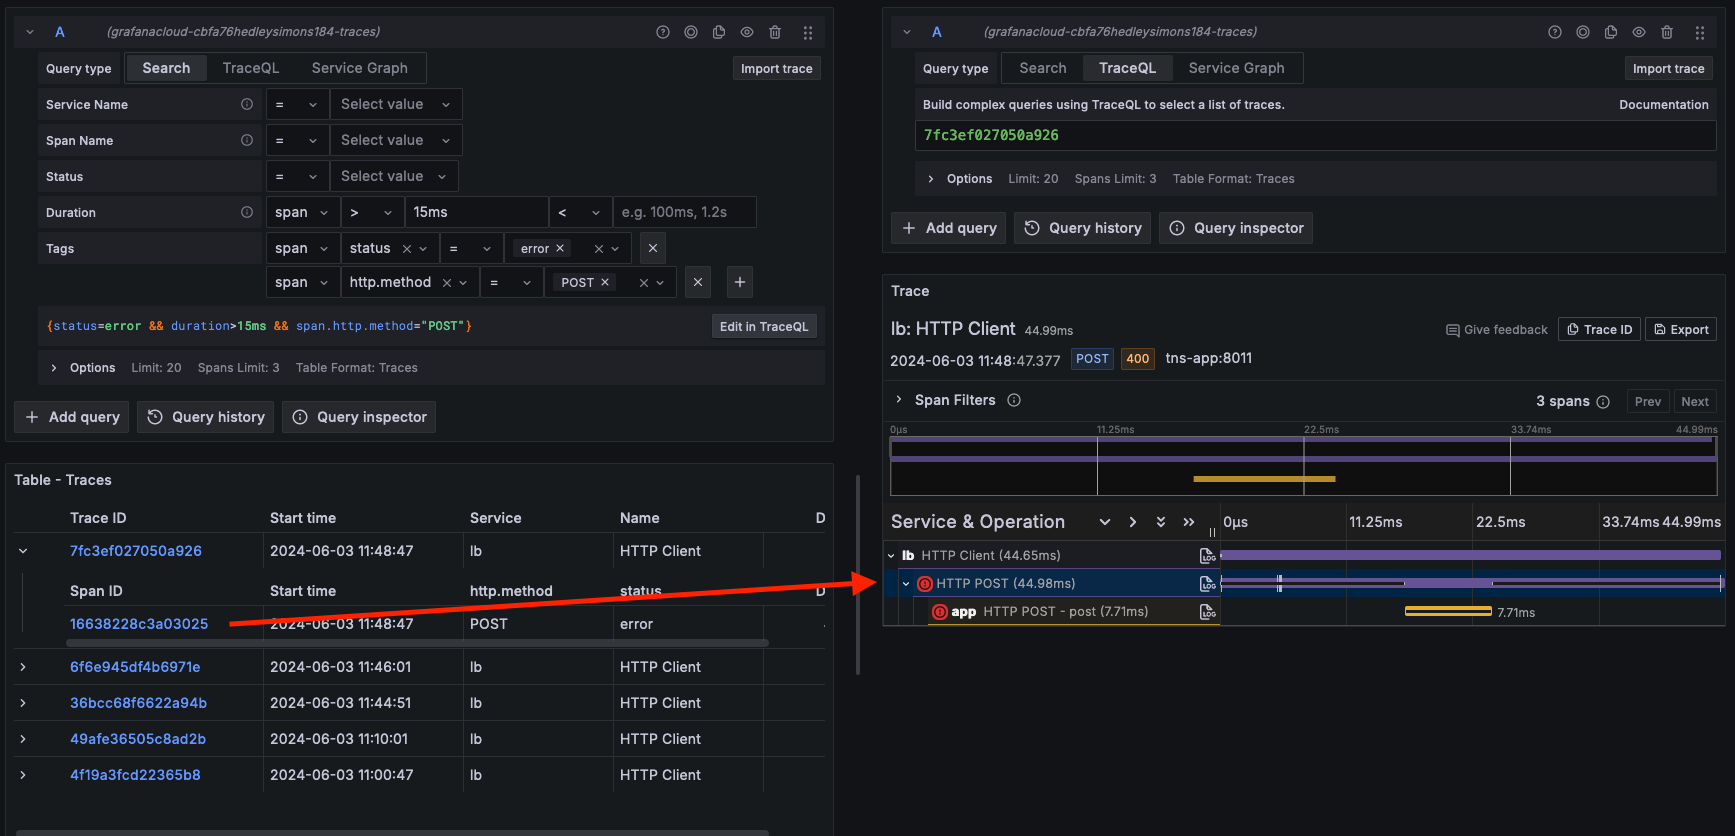 A (grafanacloud-cbfa76hedleysimons184-traces)
Query type Search TraceQL Service Graph Import trace
Service Name = Select value
Span Name = Select value
Status = Select value
Duration span > 15ms < e.g. 100ms, 1.2s
Tags span status = error
span http.method = POST
{status=error && duration>15ms && span.http.method="POST"} Edit in TraceQL
Options Limit: 20 Spans Limit: 3 Table Format: Traces
Add query Query history Query inspector
Table - Traces
Trace ID Start time Service Name D
7fc3ef027050a926 2024-06-03 11:48:47 lb HTTP Client
Span ID Start time http.method status D
16638228c3a03025 2024-06-03 11:48:47 POST error
6f6e945df4b6971e 2024-06-03 11:46:01 lb HTTP Client
36bcc68f6622a94b 2024-06-03 11:44:51 lb HTTP Client
49afe36505c8ad2b 2024-06-03 11:10:01 lb HTTP Client
4f19a3fcd22365b8 2024-06-03 11:00:47 lb HTTP Client
A (grafanacloud-cbfa76hedleysimons184-traces)
Query type Search TraceQL Service Graph Import trace
Build complex queries using TraceQL to select a list of traces. Documentation
7fc3ef027050a926
Options Limit: 20 Spans Limit: 3 Table Format: Traces
Add query Query history Query inspector
Trace
lb: HTTP Client 44.99ms Give feedback Trace ID Export
2024-06-03 11:48:47.377 POST 400 tns-app:8011
Span Filters 3 spans Prev Next
0μs 11.25ms 22.5ms 33.74ms 44.99ms
Service & Operation 0μs 11.25ms 22.5ms 33.74ms 44.99ms
lb HTTP Client (44.65ms) LOG
HTTP POST (44.98ms) LOG
app HTTP POST - post (7.71ms) LOG 7.71ms